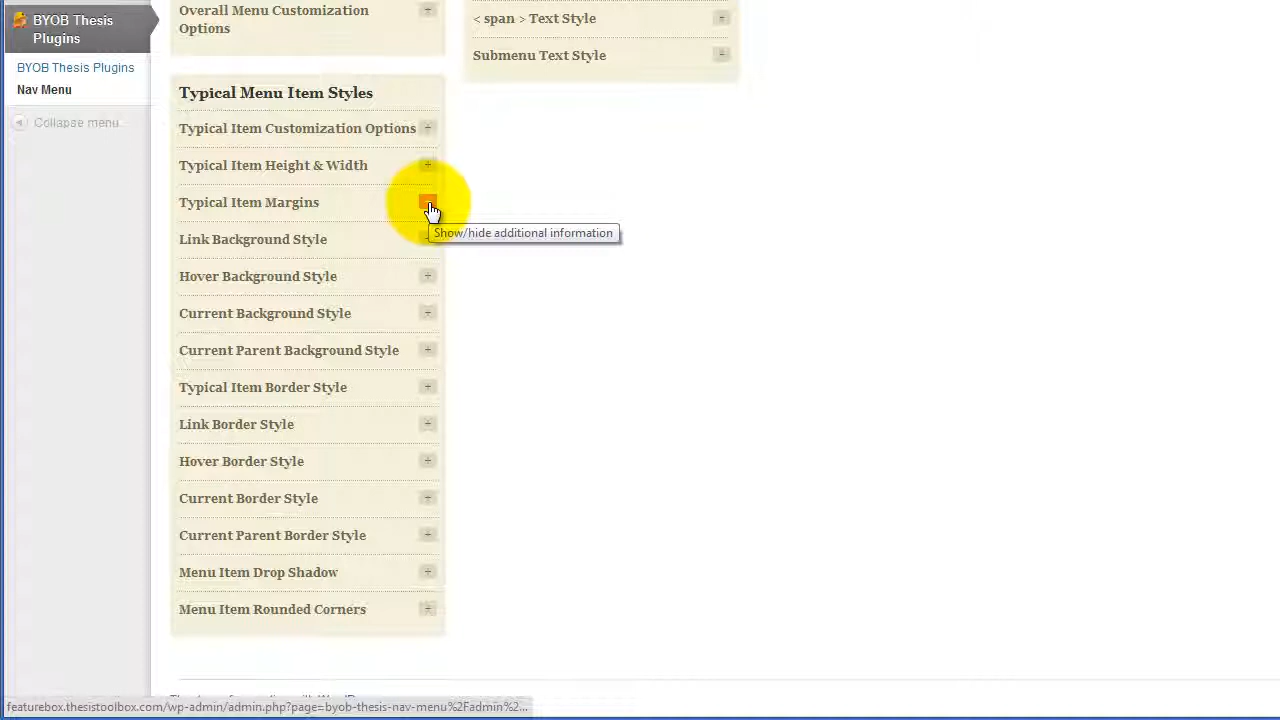 BYOB Thesis
Plugins
BYOB Thesis Plugins
Nav Menu
Collapse menu
Overall Menu Customization
Options
+
Typical Menu Item Styles
Typical Item Customization Options +
Typical Item Height & Width +
Typical Item Margins
Show/hide additional information
Link Background Style
Hover Background Style +
Current Background Style +
Current Parent Background Style +
Typical Item Border Style +
Link Border Style +
Hover Border Style +
Current Border Style +
Current Parent Border Style +
Menu Item Drop Shadow +
Menu Item Rounded Corners +
< span > Text Style +
Submenu Text Style +
featurebox.thesistoolbox.com/wp-admin/admin.php?page=byob-thesis-nav-menu%2Fadmin%2...